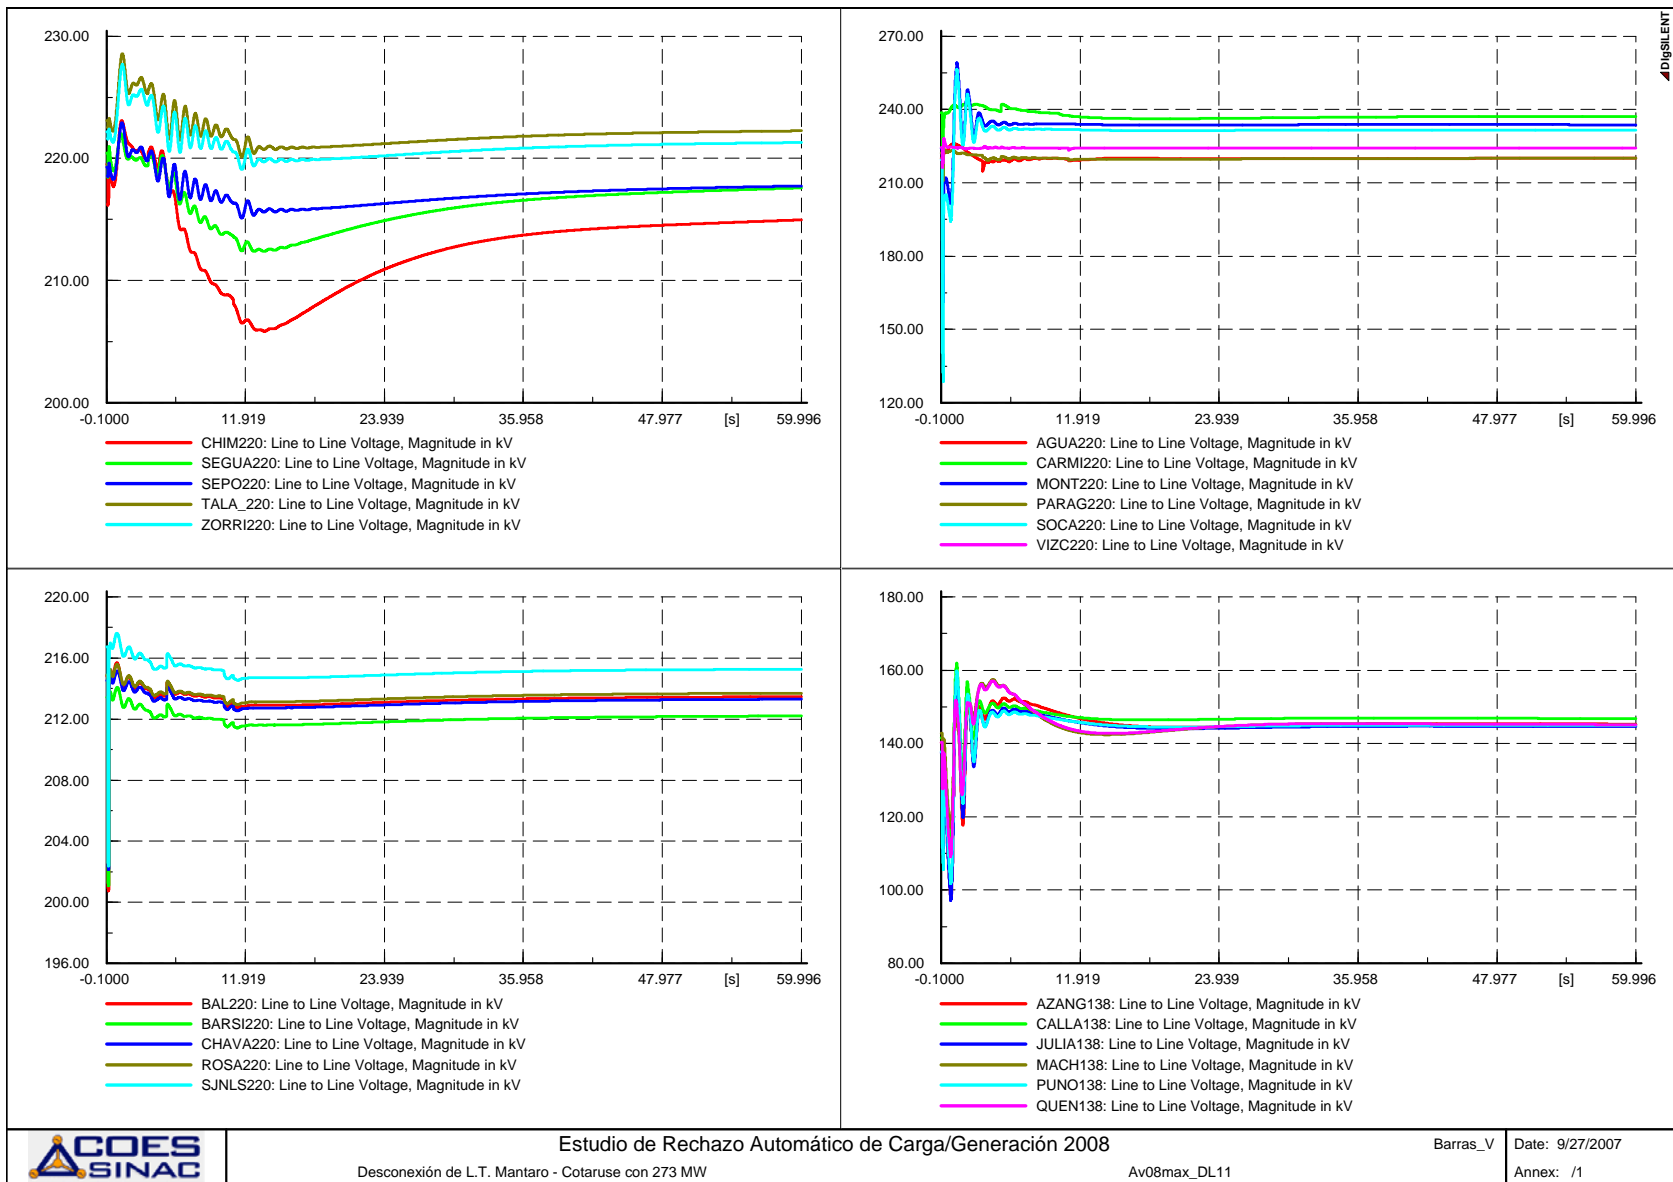 230.00
220.00
210.00
200.00
-0.1000 11.919 23.939 35.958 47.977 [s] 59.996
CHIM220: Line to Line Voltage, Magnitude in kV
SEGUA220: Line to Line Voltage, Magnitude in kV
SEPO220: Line to Line Voltage, Magnitude in kV
TALA_220: Line to Line Voltage, Magnitude in kV
ZORRI220: Line to Line Voltage, Magnitude in kV
270.00
240.00
210.00
180.00
150.00
120.00
-0.1000 11.919 23.939 35.958 47.977 [s] 59.996
AGUA220: Line to Line Voltage, Magnitude in kV
CARMI220: Line to Line Voltage, Magnitude in kV
MONT220: Line to Line Voltage, Magnitude in kV
PARAG220: Line to Line Voltage, Magnitude in kV
SOCA220: Line to Line Voltage, Magnitude in kV
VIZC220: Line to Line Voltage, Magnitude in kV
DIgSILENT
220.00
216.00
212.00
208.00
204.00
200.00
196.00
-0.1000 11.919 23.939 35.958 47.977 [s] 59.996
BAL220: Line to Line Voltage, Magnitude in kV
BARSI220: Line to Line Voltage, Magnitude in kV
CHAVA220: Line to Line Voltage, Magnitude in kV
ROSA220: Line to Line Voltage, Magnitude in kV
SJNLS220: Line to Line Voltage, Magnitude in kV
180.00
160.00
140.00
120.00
100.00
80.00
-0.1000 11.919 23.939 35.958 47.977 [s] 59.996
AZANG138: Line to Line Voltage, Magnitude in kV
CALLA138: Line to Line Voltage, Magnitude in kV
JULIA138: Line to Line Voltage, Magnitude in kV
MACH138: Line to Line Voltage, Magnitude in kV
PUNO138: Line to Line Voltage, Magnitude in kV
QUEN138: Line to Line Voltage, Magnitude in kV
COES
SINAC
Estudio de Rechazo Automático de Carga/Generación 2008
Desconexión de L.T. Mantaro - Cotaruse con 273 MW
Av08max_DL11
Barras_V
Date: 9/27/2007
Annex: /1